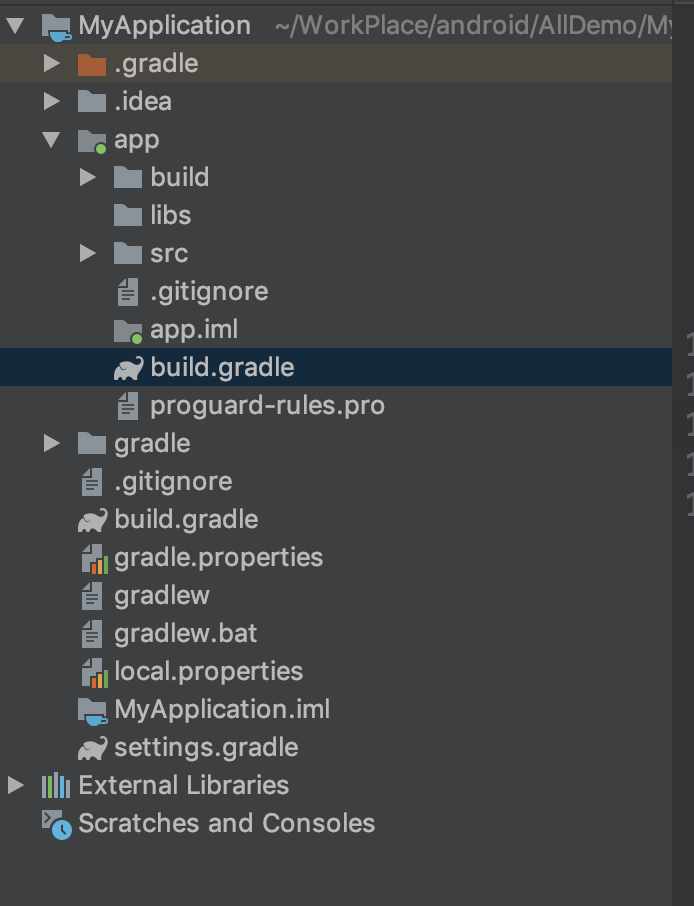 MyApplication ~/WorkPlace/android/AllDemo/My
.gradle
.idea
app
build
libs
src
.gitignore
app.iml
build.gradle
proguard-rules.pro
gradle
.gitignore
build.gradle
gradle.properties
gradlew
gradlew.bat
local.properties
MyApplication.iml
settings.gradle
External Libraries
Scratches and Consoles